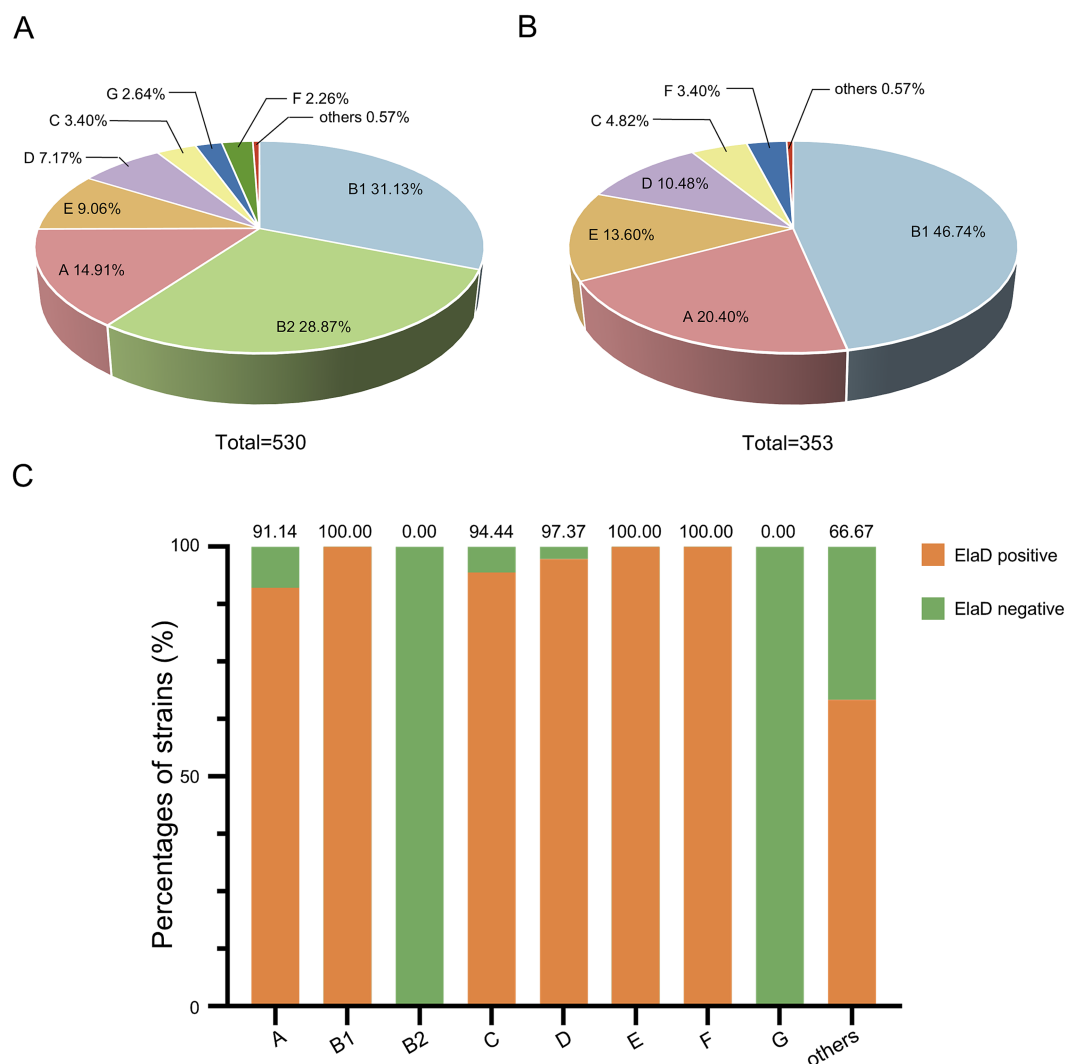 A
B
G 2.64%
F 2.26%
C 3.40%
others 0.57%
D 7.17%
B1 31.13%
E 9.06%
A 14.91%
B2 28.87%
Total=530
F 3.40%
others 0.57%
C 4.82%
D 10.48%
B1 46.74%
E 13.60%
A 20.40%
Total=353
C
91.14 100.00 0.00 94.44 97.37 100.00 100.00 0.00 66.67
100
50
0
Percentages of strains (%)
ElaD positive
ElaD negative
A B1 B2 C D E F G others